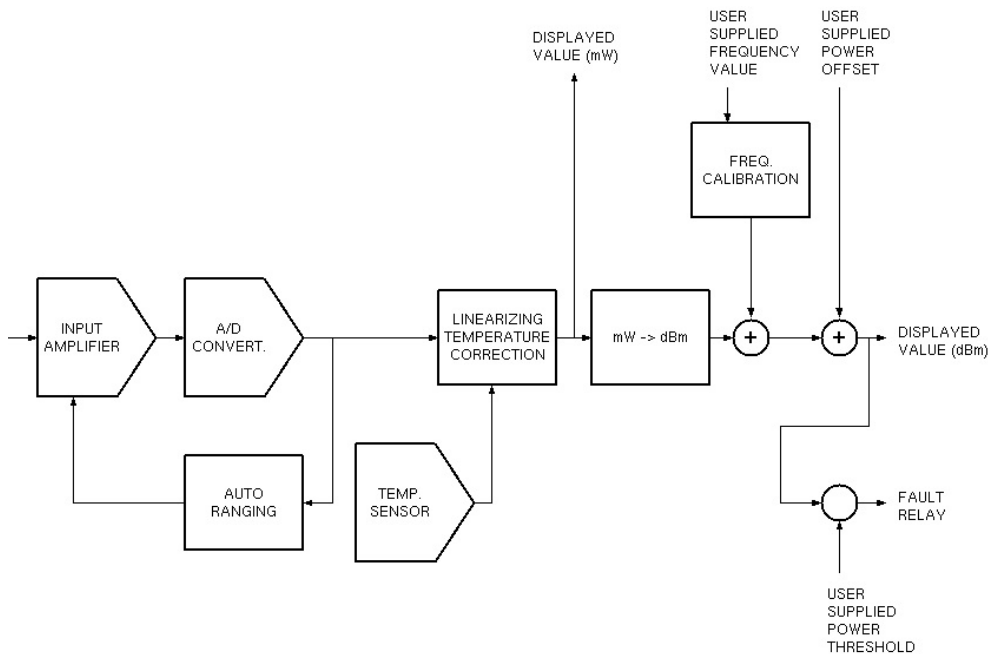 DISPLAYED
VALUE (mW)
USER
SUPPLIED
FREQUENCY
VALUE
USER
SUPPLIED
POWER
OFFSET
FREQ.
CALIBRATION
INPUT
AMPLIFIER
A/D
CONVERT.
LINEARIZING
TEMPERATURE
CORRECTION
mW -> dBm
+
+
DISPLAYED
VALUE (dBm)
AUTO
RANGING
TEMP.
SENSOR
FAULT
RELAY
USER
SUPPLIED
POWER
THRESHOLD